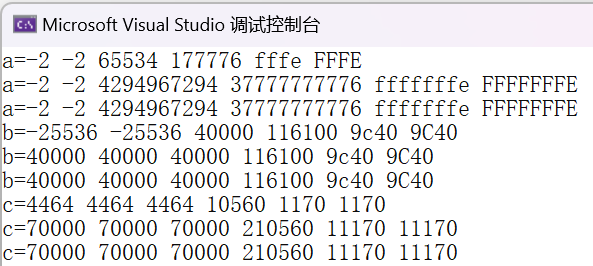 Microsoft Visual Studio 调试控制台
a=-2 -2 65534 177776 fffe FFFE
a=-2 -2 4294967294 37777777776 fffffffe FFFFFFFE
a=-2 -2 4294967294 37777777776 fffffffe FFFFFFFE
b=-25536 -25536 40000 116100 9c40 9C40
b=40000 40000 40000 116100 9c40 9C40
b=40000 40000 40000 116100 9c40 9C40
c=4464 4464 4464 10560 1170 1170
c=70000 70000 70000 210560 11170 11170
c=70000 70000 70000 210560 11170 11170